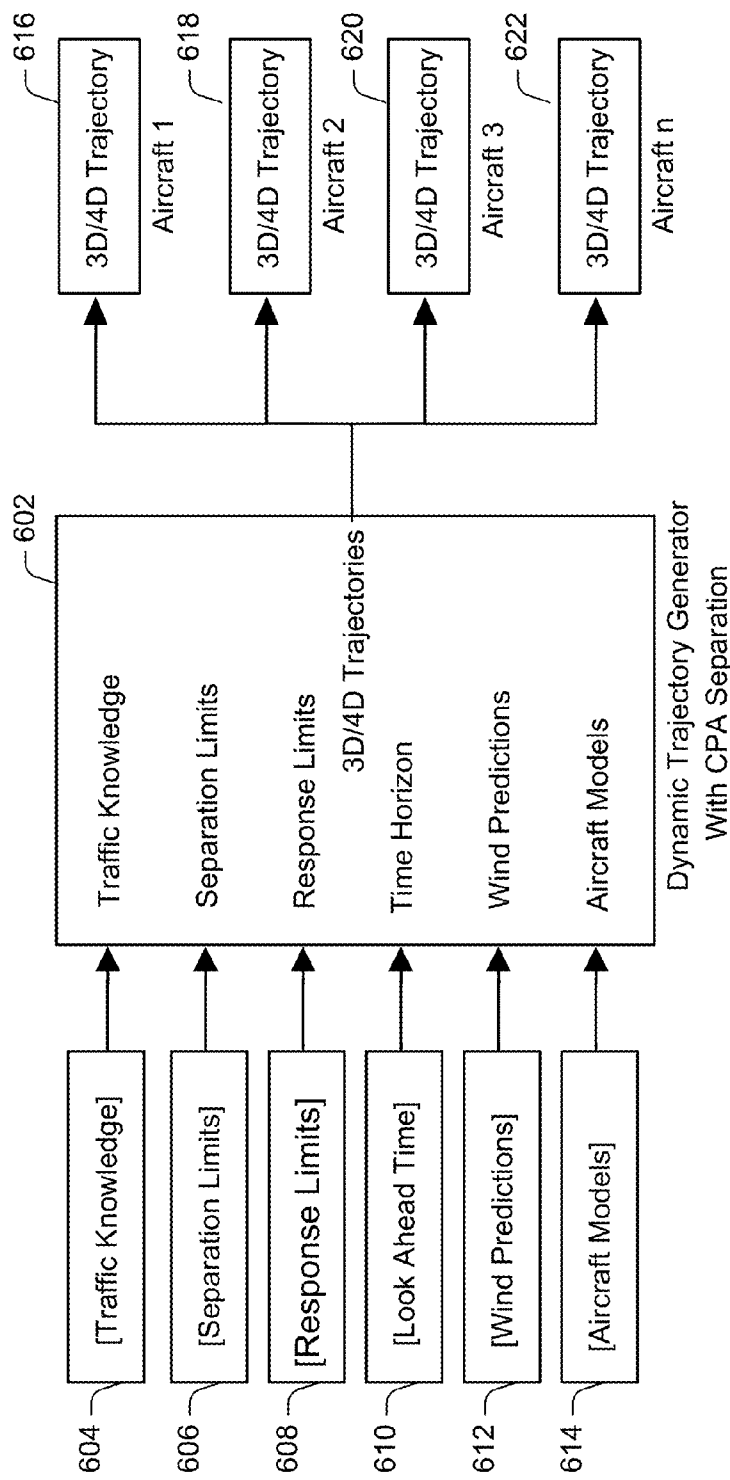 604
[Traffic Knowledge]
606
[Separation Limits]
608
[Response Limits]
610
[Look Ahead Time]
612
[Wind Predictions]
614
[Aircraft Models]
602
Traffic Knowledge
Separation Limits
Response Limits
Time Horizon
Wind Predictions
Aircraft Models
3D/4D Trajectories
Dynamic Trajectory Generator
With CPA Separation
616
3D/4D Trajectory
Aircraft 1
618
3D/4D Trajectory
Aircraft 2
620
3D/4D Trajectory
Aircraft 3
622
3D/4D Trajectory
Aircraft n